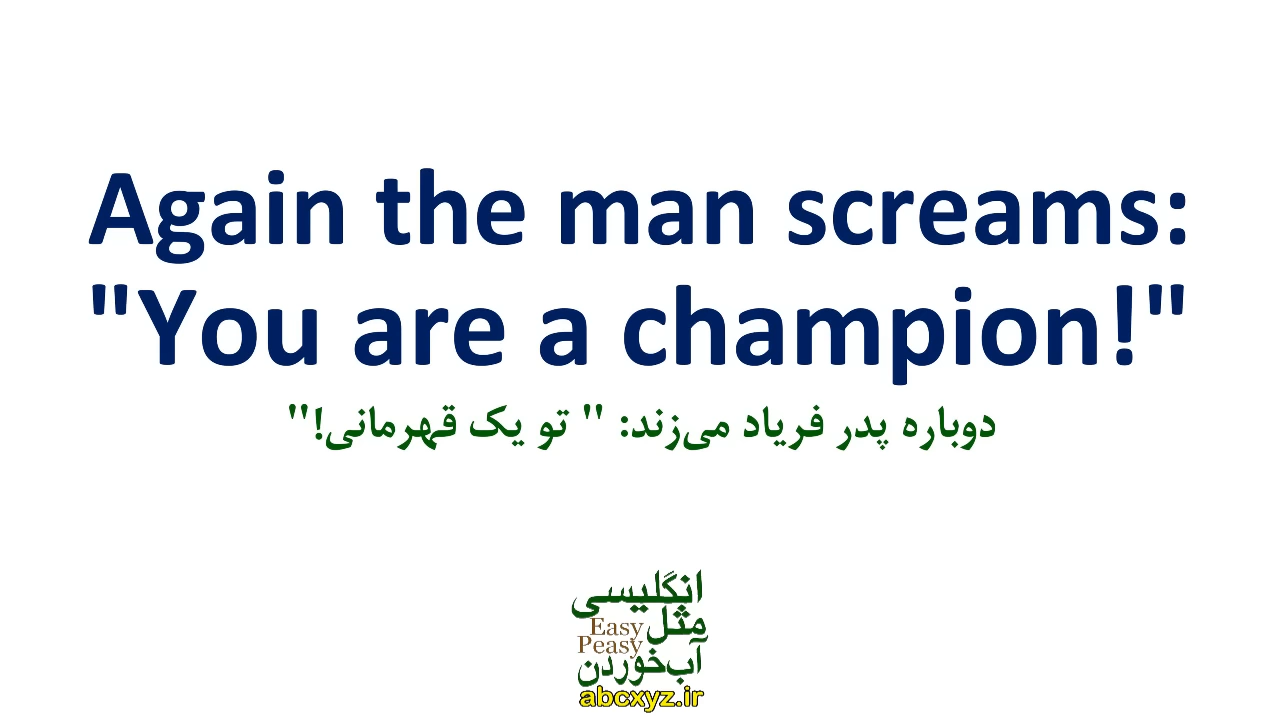 Again the man screams:
"You are a champion!"
دوباره پدر فریاد می‌زند: " تو یک قهرمانی!"
انگلیسی
مثل
Easy
Peasy
آب‌خوردن
abcxyz.ir